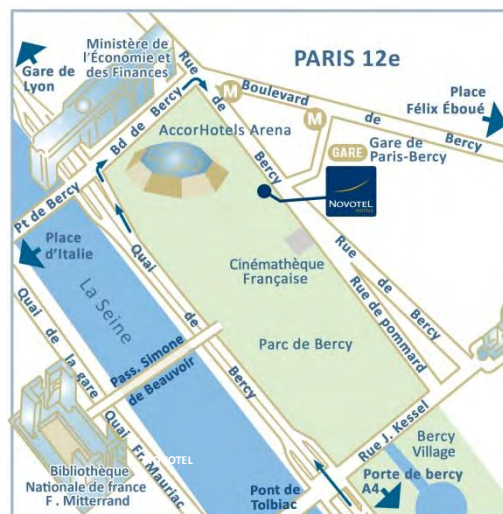 Ministère de
l'Économie et
des Finances
PARIS 12e
Gare de
Lyon
Rue de Bercy
M
Boulevard de Bercy
M
Place
Félix Éboué
Bd de Bercy
AccorHotels Arena
GARE
Gare de
Paris-Bercy
NOVOTEL
HOTELS
Pt de Bercy
Place
d'Italie
La Seine
Quai de Bercy
Cinémathèque
Française
Rue de Bercy
Rue de pommard
Quai de la gare
Pass. Simone
de Beauvoir
Parc de Bercy
Rue J. Kessel
Quai Fr. Mauriac
NOVOTEL
Bercy
Village
Bibliothèque
Nationale de france
F . Mitterrand
Pont de
Tolbiac
Porte de bercy
A4